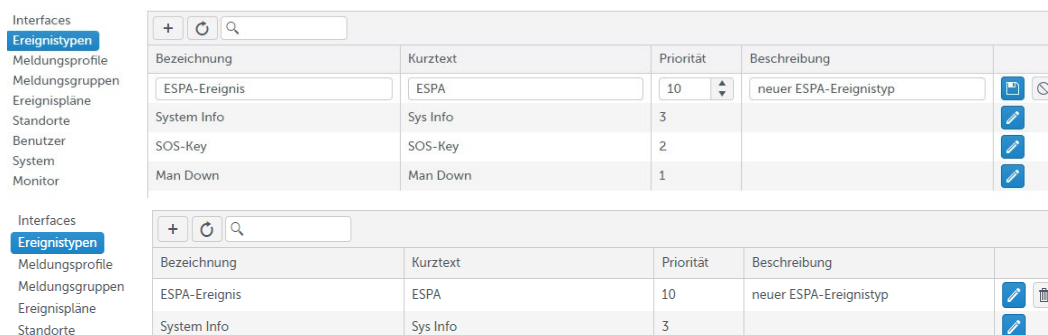 Interfaces
Ereignistypen
Meldungsprofile
Meldungsgruppen
Ereignispläne
Standorte
Benutzer
System
Monitor
Bezeichnung Kurztext Priorität Beschreibung
ESPA-Ereignis ESPA 10 neuer ESPA-Ereignistyp
System Info Sys Info 3
SOS-Key SOS-Key 2
Man Down Man Down 1
Interfaces
Ereignistypen
Meldungsprofile
Meldungsgruppen
Ereignispläne
Standorte
Bezeichnung Kurztext Priorität Beschreibung
ESPA-Ereignis ESPA 10 neuer ESPA-Ereignistyp
System Info Sys Info 3